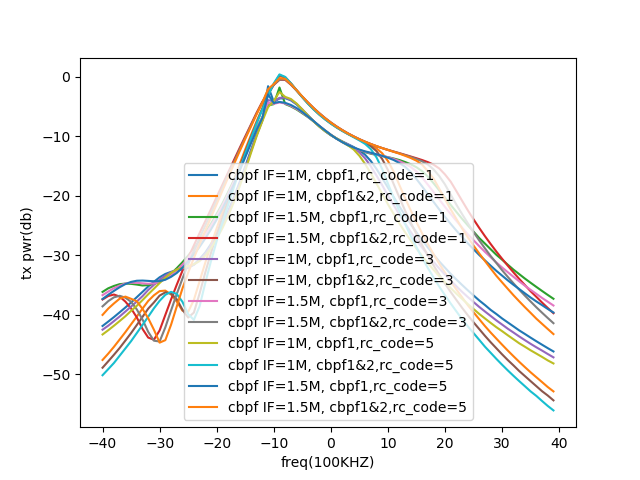 0
−10
−20
−30
−40
−50
tx pwr(db)
cbpf IF=1M, cbpf1,rc_code=1
cbpf IF=1M, cbpf1&2,rc_code=1
cbpf IF=1.5M, cbpf1,rc_code=1
cbpf IF=1.5M, cbpf1&2,rc_code=1
cbpf IF=1M, cbpf1,rc_code=3
cbpf IF=1M, cbpf1&2,rc_code=3
cbpf IF=1.5M, cbpf1,rc_code=3
cbpf IF=1.5M, cbpf1&2,rc_code=3
cbpf IF=1M, cbpf1,rc_code=5
cbpf IF=1M, cbpf1&2,rc_code=5
cbpf IF=1.5M, cbpf1,rc_code=5
cbpf IF=1.5M, cbpf1&2,rc_code=5
−40 −30 −20 −10 0 10 20 30 40
freq(100KHZ)